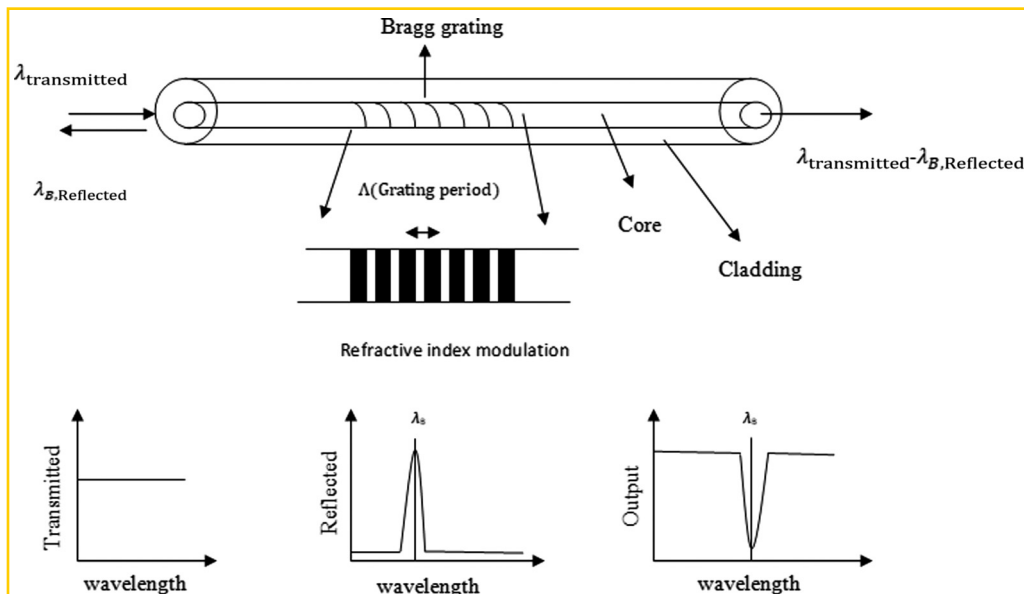 Bragg grating
λtransmitted
λB,Reflected
λtransmitted-λB,Reflected
Λ(Grating period)
Core
Cladding
Refractive index modulation
Transmitted
wavelength
λB
Reflected
wavelength
λB
Output
wavelength